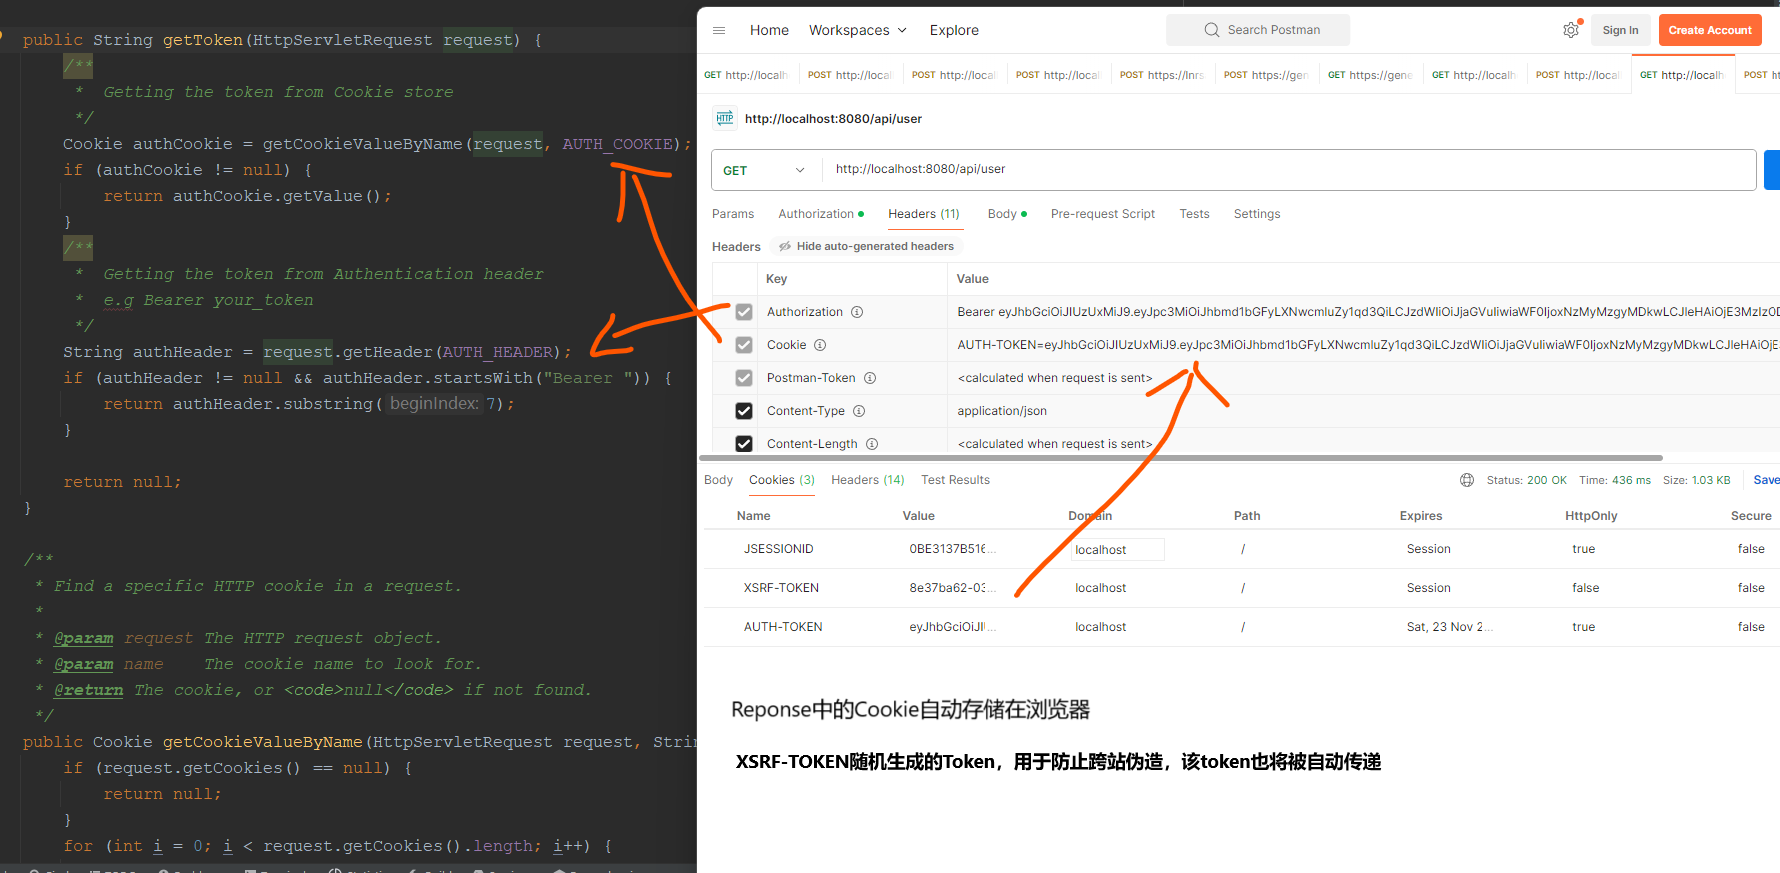 public String getToken(HttpServletRequest request) {
/**
* Getting the token from Cookie store
*/
Cookie authCookie = getCookieValueByName(request, AUTH_COOKIE);
if (authCookie != null) {
return authCookie.getValue();
}
/**
* Getting the token from Authentication header
* e.g Bearer your_token
*/
String authHeader = request.getHeader(AUTH_HEADER);
if (authHeader != null && authHeader.startsWith("Bearer ")) {
return authHeader.substring( beginIndex: 7);
}
return null;
}
/**
* Find a specific HTTP cookie in a request.
*
* @param request The HTTP request object.
* @param name The cookie name to look for.
* @return The cookie, or <code>null</code> if not found.
*/
public Cookie getCookieValueByName(HttpServletRequest request, Strin
if (request.getCookies() == null) {
return null;
}
for (int i = 0; i < request.getCookies().length; i++) {
Home Workspaces Explore Search Postman Sign In Create Account
GET http://localh POST http://local POST http://local POST http://local POST https://lnrs POST https://gen GET https://gene GET http://localh POST http://local GET http://localh POST ht
HTTP http://localhost:8080/api/user
GET http://localhost:8080/api/user
Params Authorization Headers (11) Body Pre-request Script Tests Settings
Headers Hide auto-generated headers
Key Value
Authorization Bearer
Cookie
Postman-Token <calculated when request is sent>
Content-Type application/json
Content-Length <calculated when request is sent>
Body Cookies (3) Headers (14) Test Results Status: 200 OK Time: 436 ms Size: 1.03 KB Save
Name Value Domain Path Expires HttpOnly Secure
JSESSIONID 0BE3137B516... localhost / Session true false
XSRF-TOKEN 8e37ba62-03... localhost / Session false false
AUTH-TOKEN eyJhbGciOiJIU... localhost / Sat, 23 Nov 2... true false
Reponse中的Cookie自动存储在浏览器
XSRF-TOKEN随机生成的Token，用于防止跨站伪造，该token也将被自动传递